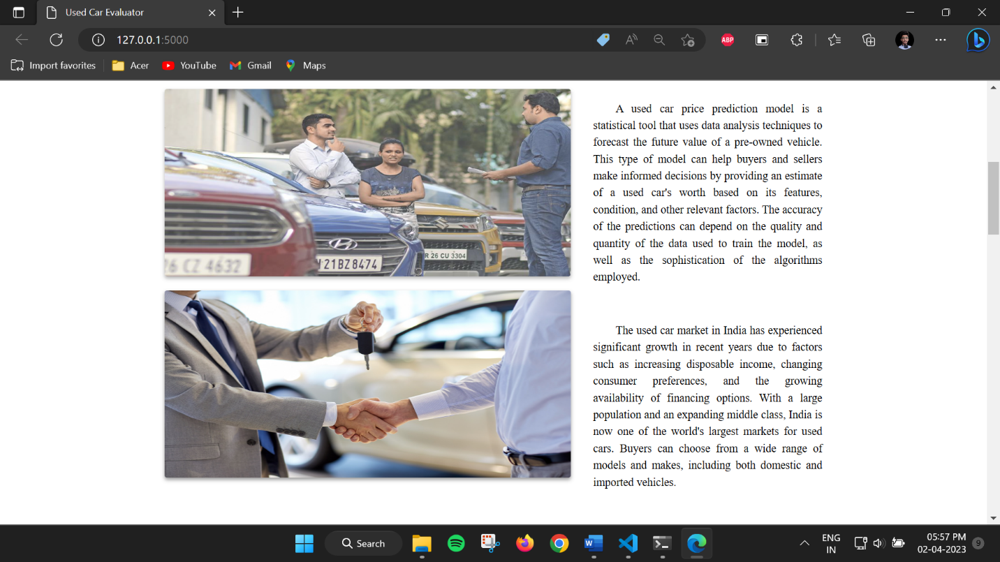 Used Car Evaluator
127.0.0.1:5000
ABP
Import favorites
Acer
YouTube
Gmail
Maps
6 CZ 4632
21BZ8474
R 26 CU 3304
A used car price prediction model is a
statistical tool that uses data analysis techniques to
forecast the future value of a pre-owned vehicle.
This type of model can help buyers and sellers
make informed decisions by providing an estimate
of a used car's worth based on its features,
condition, and other relevant factors. The accuracy
of the predictions can depend on the quality and
quantity of the data used to train the model, as
well as the sophistication of the algorithms
employed.
The used car market in India has experienced
significant growth in recent years due to factors
such as increasing disposable income, changing
consumer preferences, and the growing
availability of financing options. With a large
population and an expanding middle class, India is
now one of the world's largest markets for used
cars. Buyers can choose from a wide range of
models and makes, including both domestic and
imported vehicles.
Search
ENG
IN
05:57 PM
02-04-2023
9